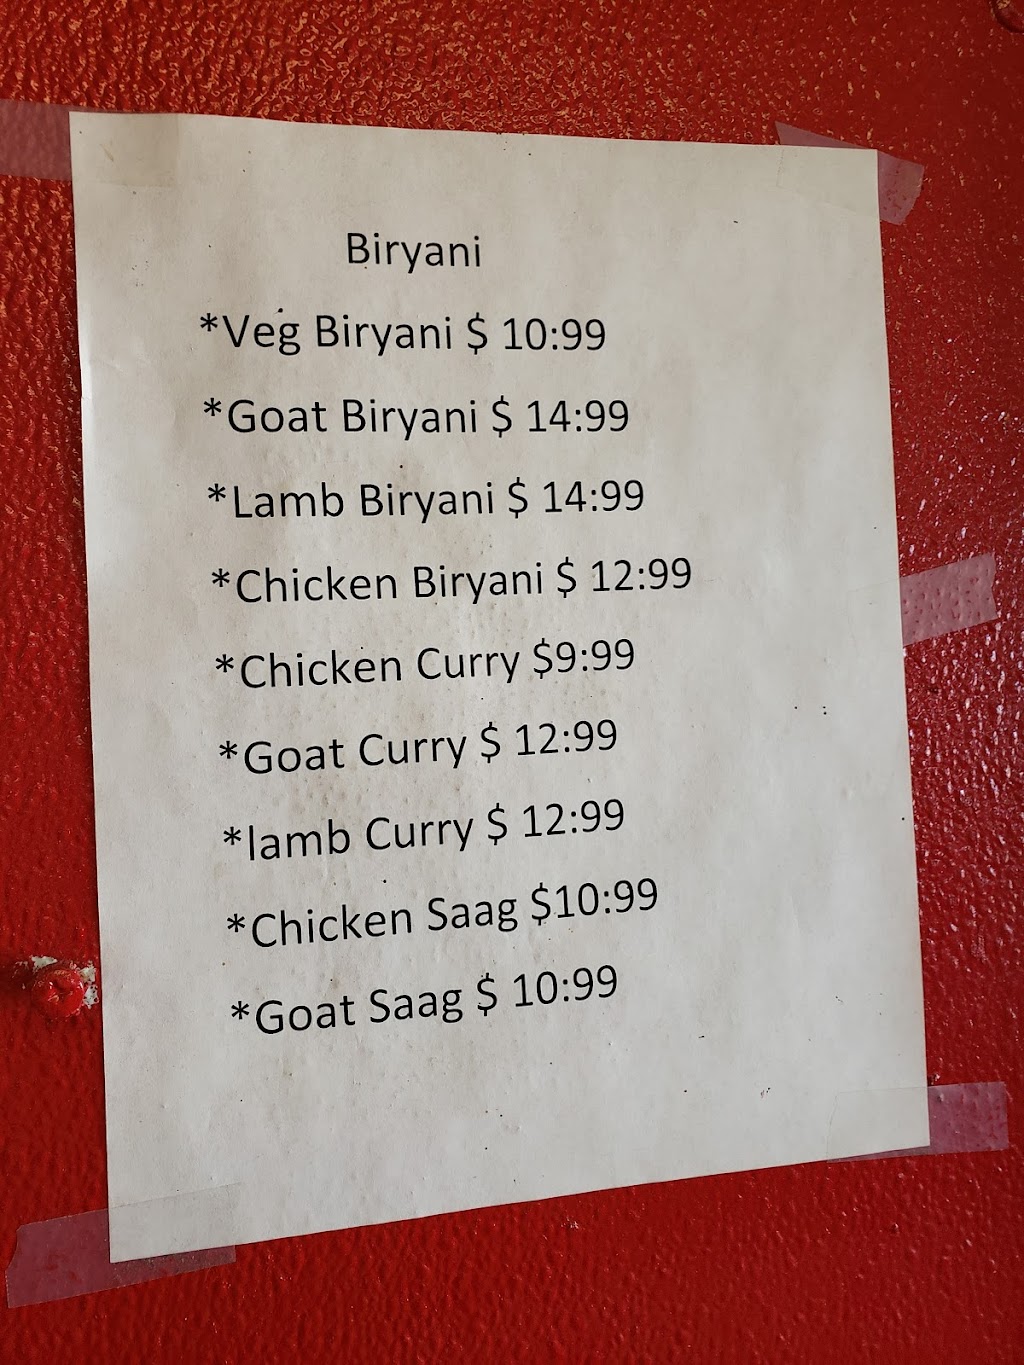 Biryani
*Veg Biryani $ 10:99
*Goat Biryani $ 14:99
*Lamb Biryani $ 14:99
*Chicken Biryani $ 12:99
*Chicken Curry $9:99
*Goat Curry $ 12:99
*lamb Curry $ 12:99
*Chicken Saag $10:99
*Goat Saag $ 10:99